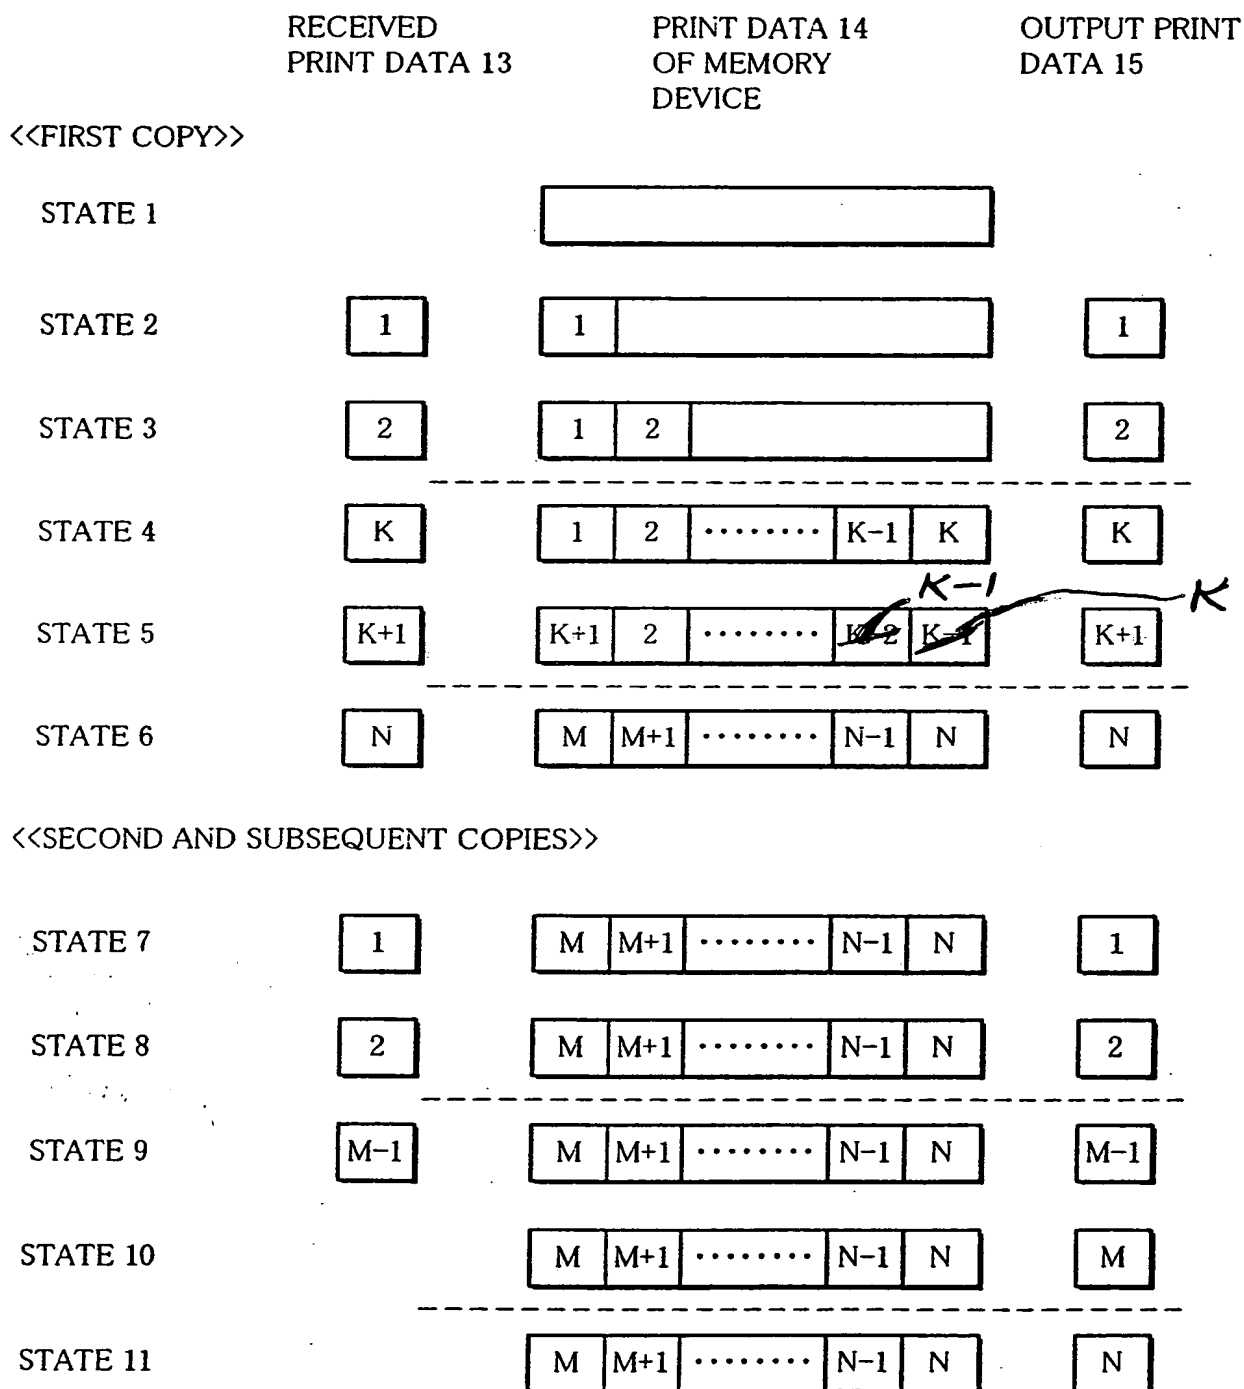 RECEIVED
PRINT DATA 13
PRINT DATA 14
OF MEMORY
DEVICE
OUTPUT PRINT
DATA 15
<<FIRST COPY>>
STATE 1
STATE 2 1 1 1
STATE 3 2 1 2 2
STATE 4 K 1 2 ········ K-1 K K
K-1 K
STATE 5 K+1 K+1 2 ········ K-2 K-1 K+1
STATE 6 N M M+1 ········ N-1 N N
<<SECOND AND SUBSEQUENT COPIES>>
STATE 7 1 M M+1 ········ N-1 N 1
STATE 8 2 M M+1 ········ N-1 N 2
STATE 9 M-1 M M+1 ········ N-1 N M-1
STATE 10 M M+1 ········ N-1 N M
STATE 11 M M+1 ········ N-1 N N